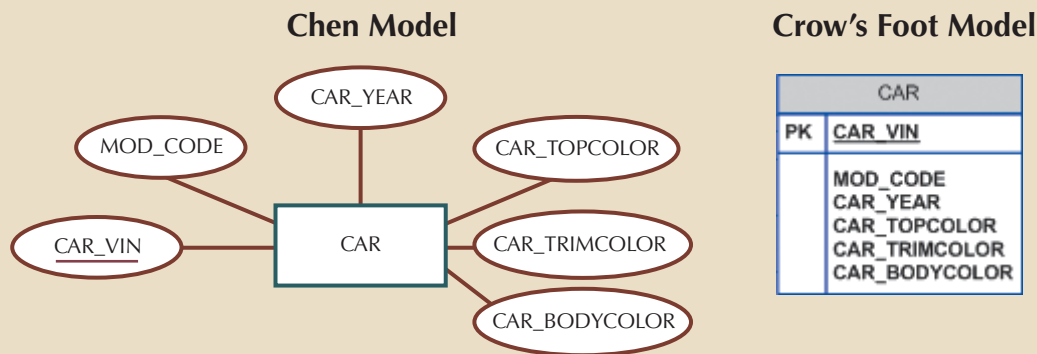 Chen Model
CAR_YEAR
MOD_CODE
CAR_TOPCOLOR
CAR_VIN
CAR
CAR_TRIMCOLOR
CAR_BODYCOLOR
Crow's Foot Model
CAR
PK CAR_VIN
MOD_CODE
CAR_YEAR
CAR_TOPCOLOR
CAR_TRIMCOLOR
CAR_BODYCOLOR